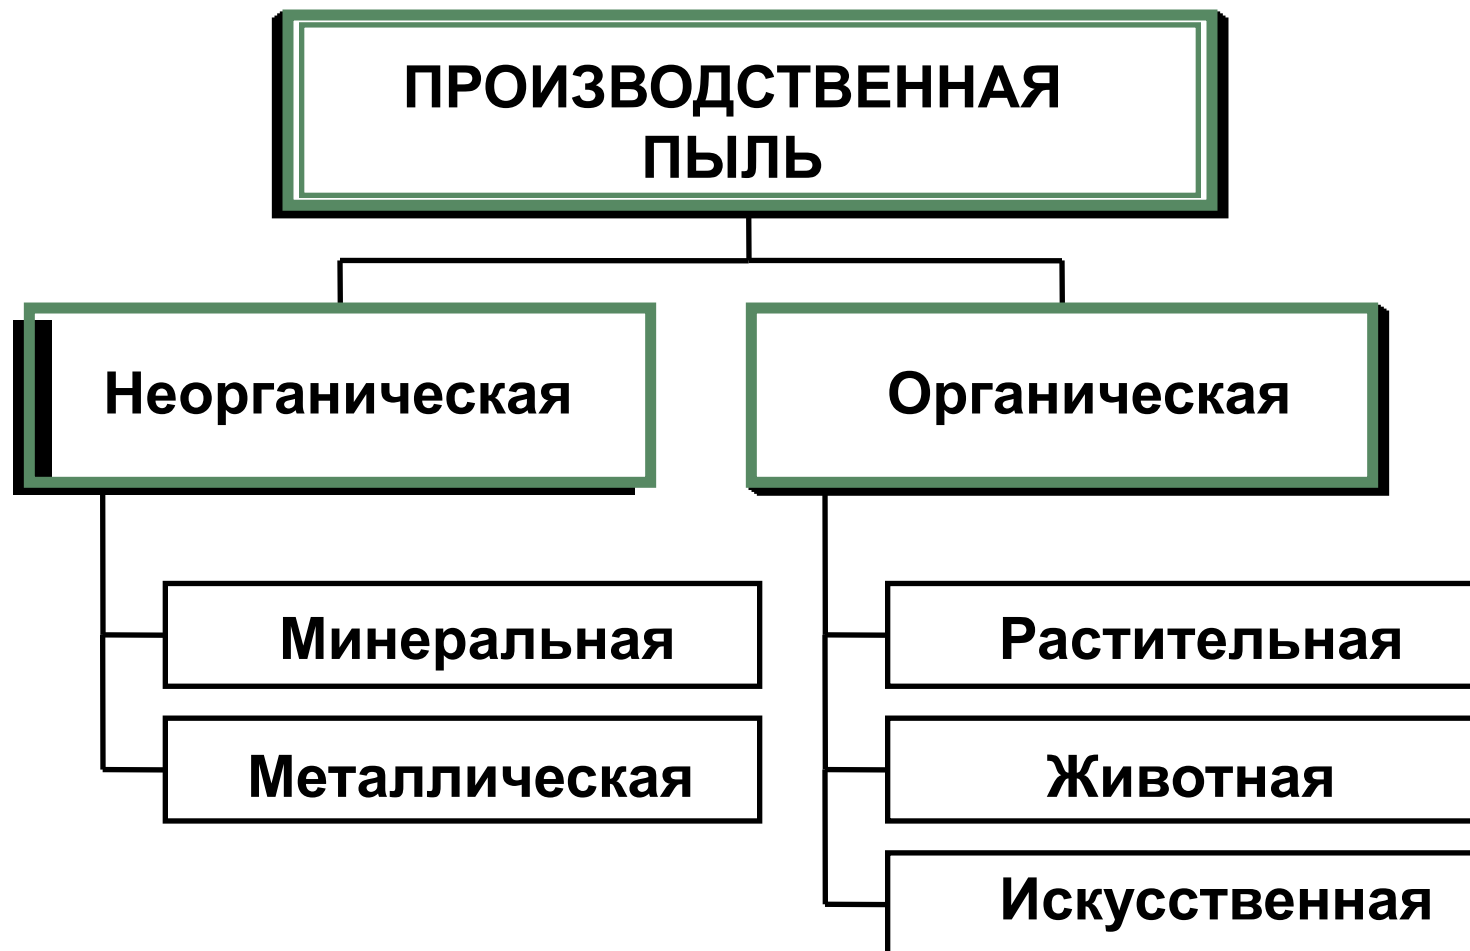 ПРОИЗВОДСТВЕННАЯ
ПЫЛЬ
Неорганическая
Органическая
Минеральная
Металлическая
Растительная
Животная
Искусственная